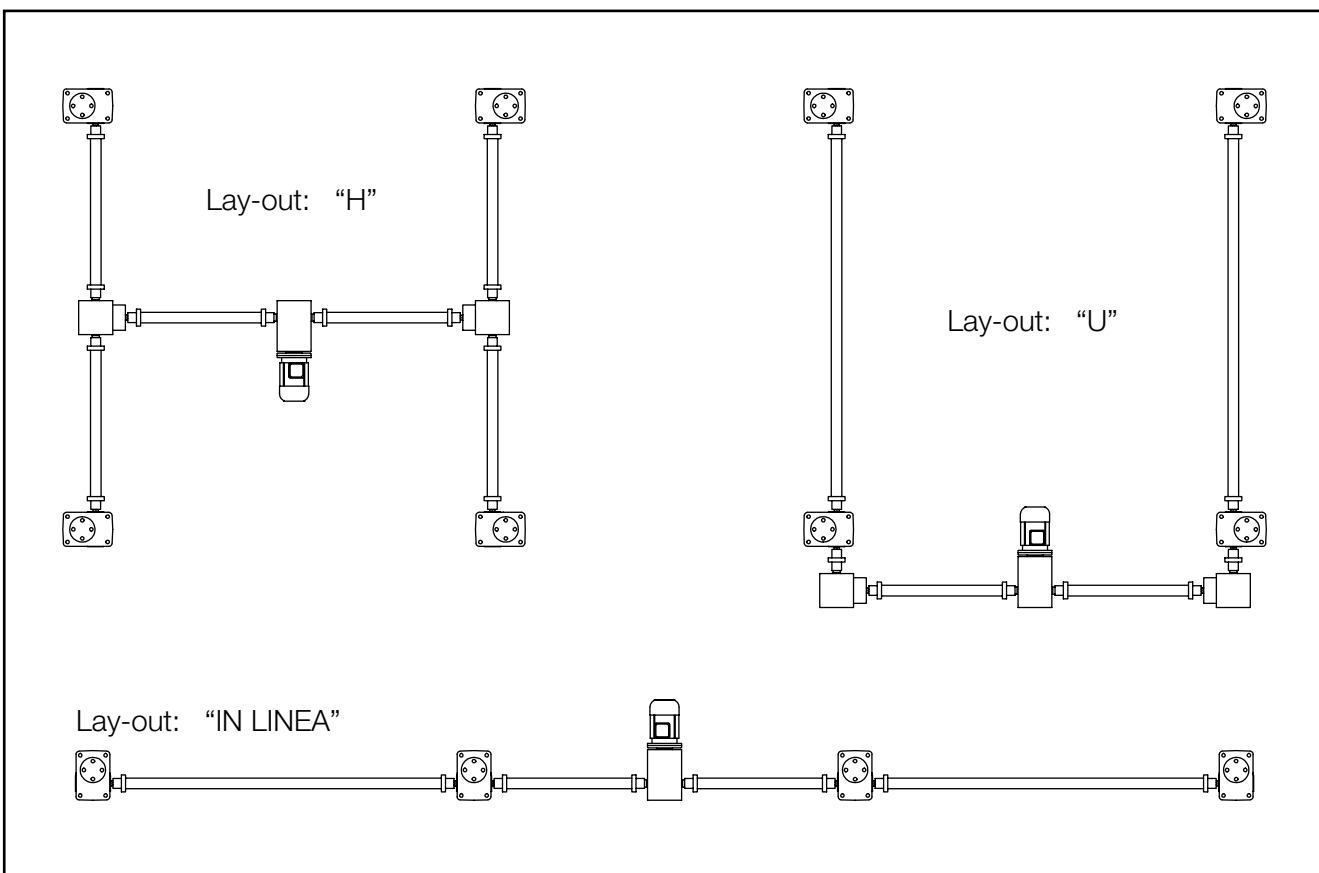 Lay-out: “H”
Lay-out: “U”
Lay-out: “IN LINEA”